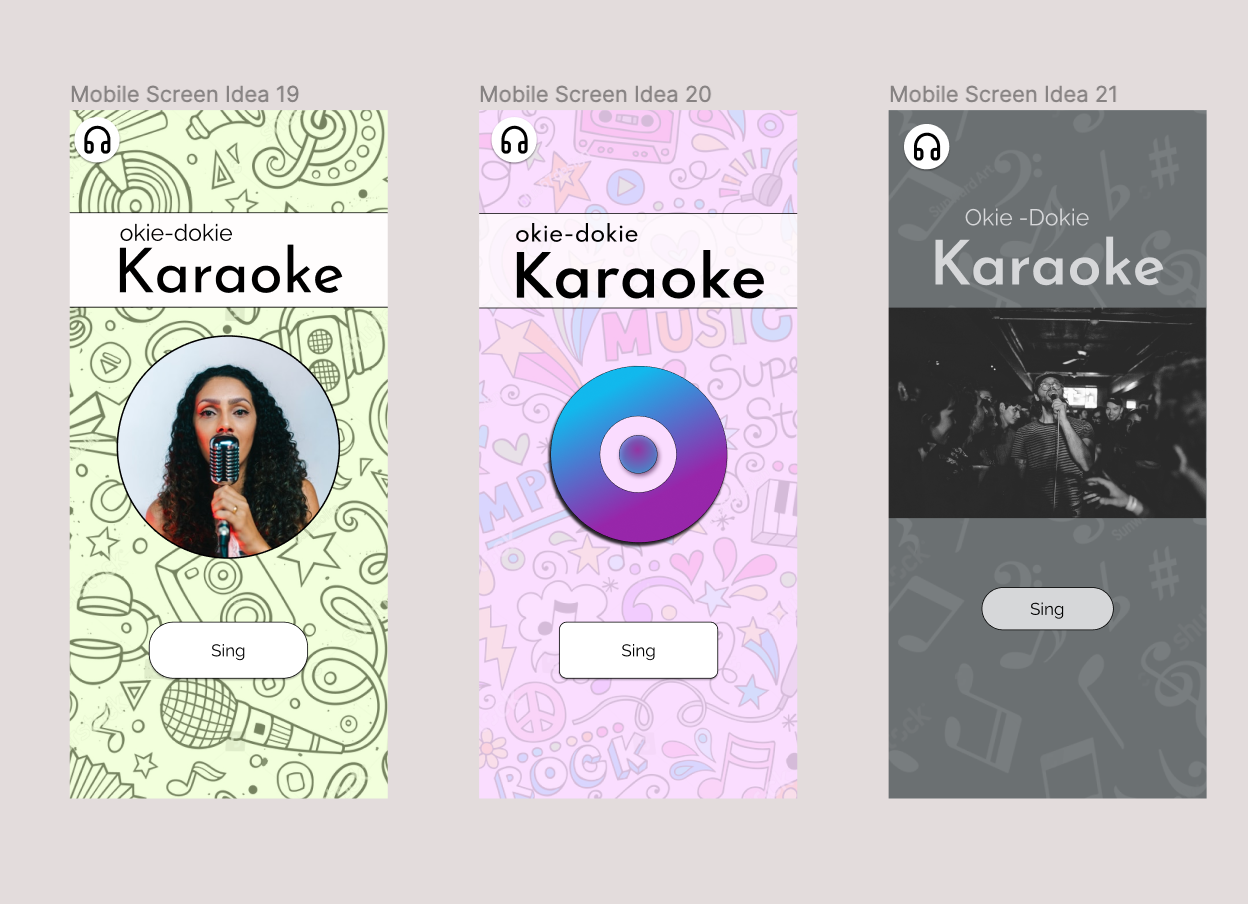 Mobile Screen Idea 19
okie-dokie
Karaoke
Sing
Mobile Screen Idea 20
okie-dokie
Karaoke
MUSIC
Super
Sing
ROCK
Mobile Screen Idea 21
Okie -Dokie
Karaoke
Sing